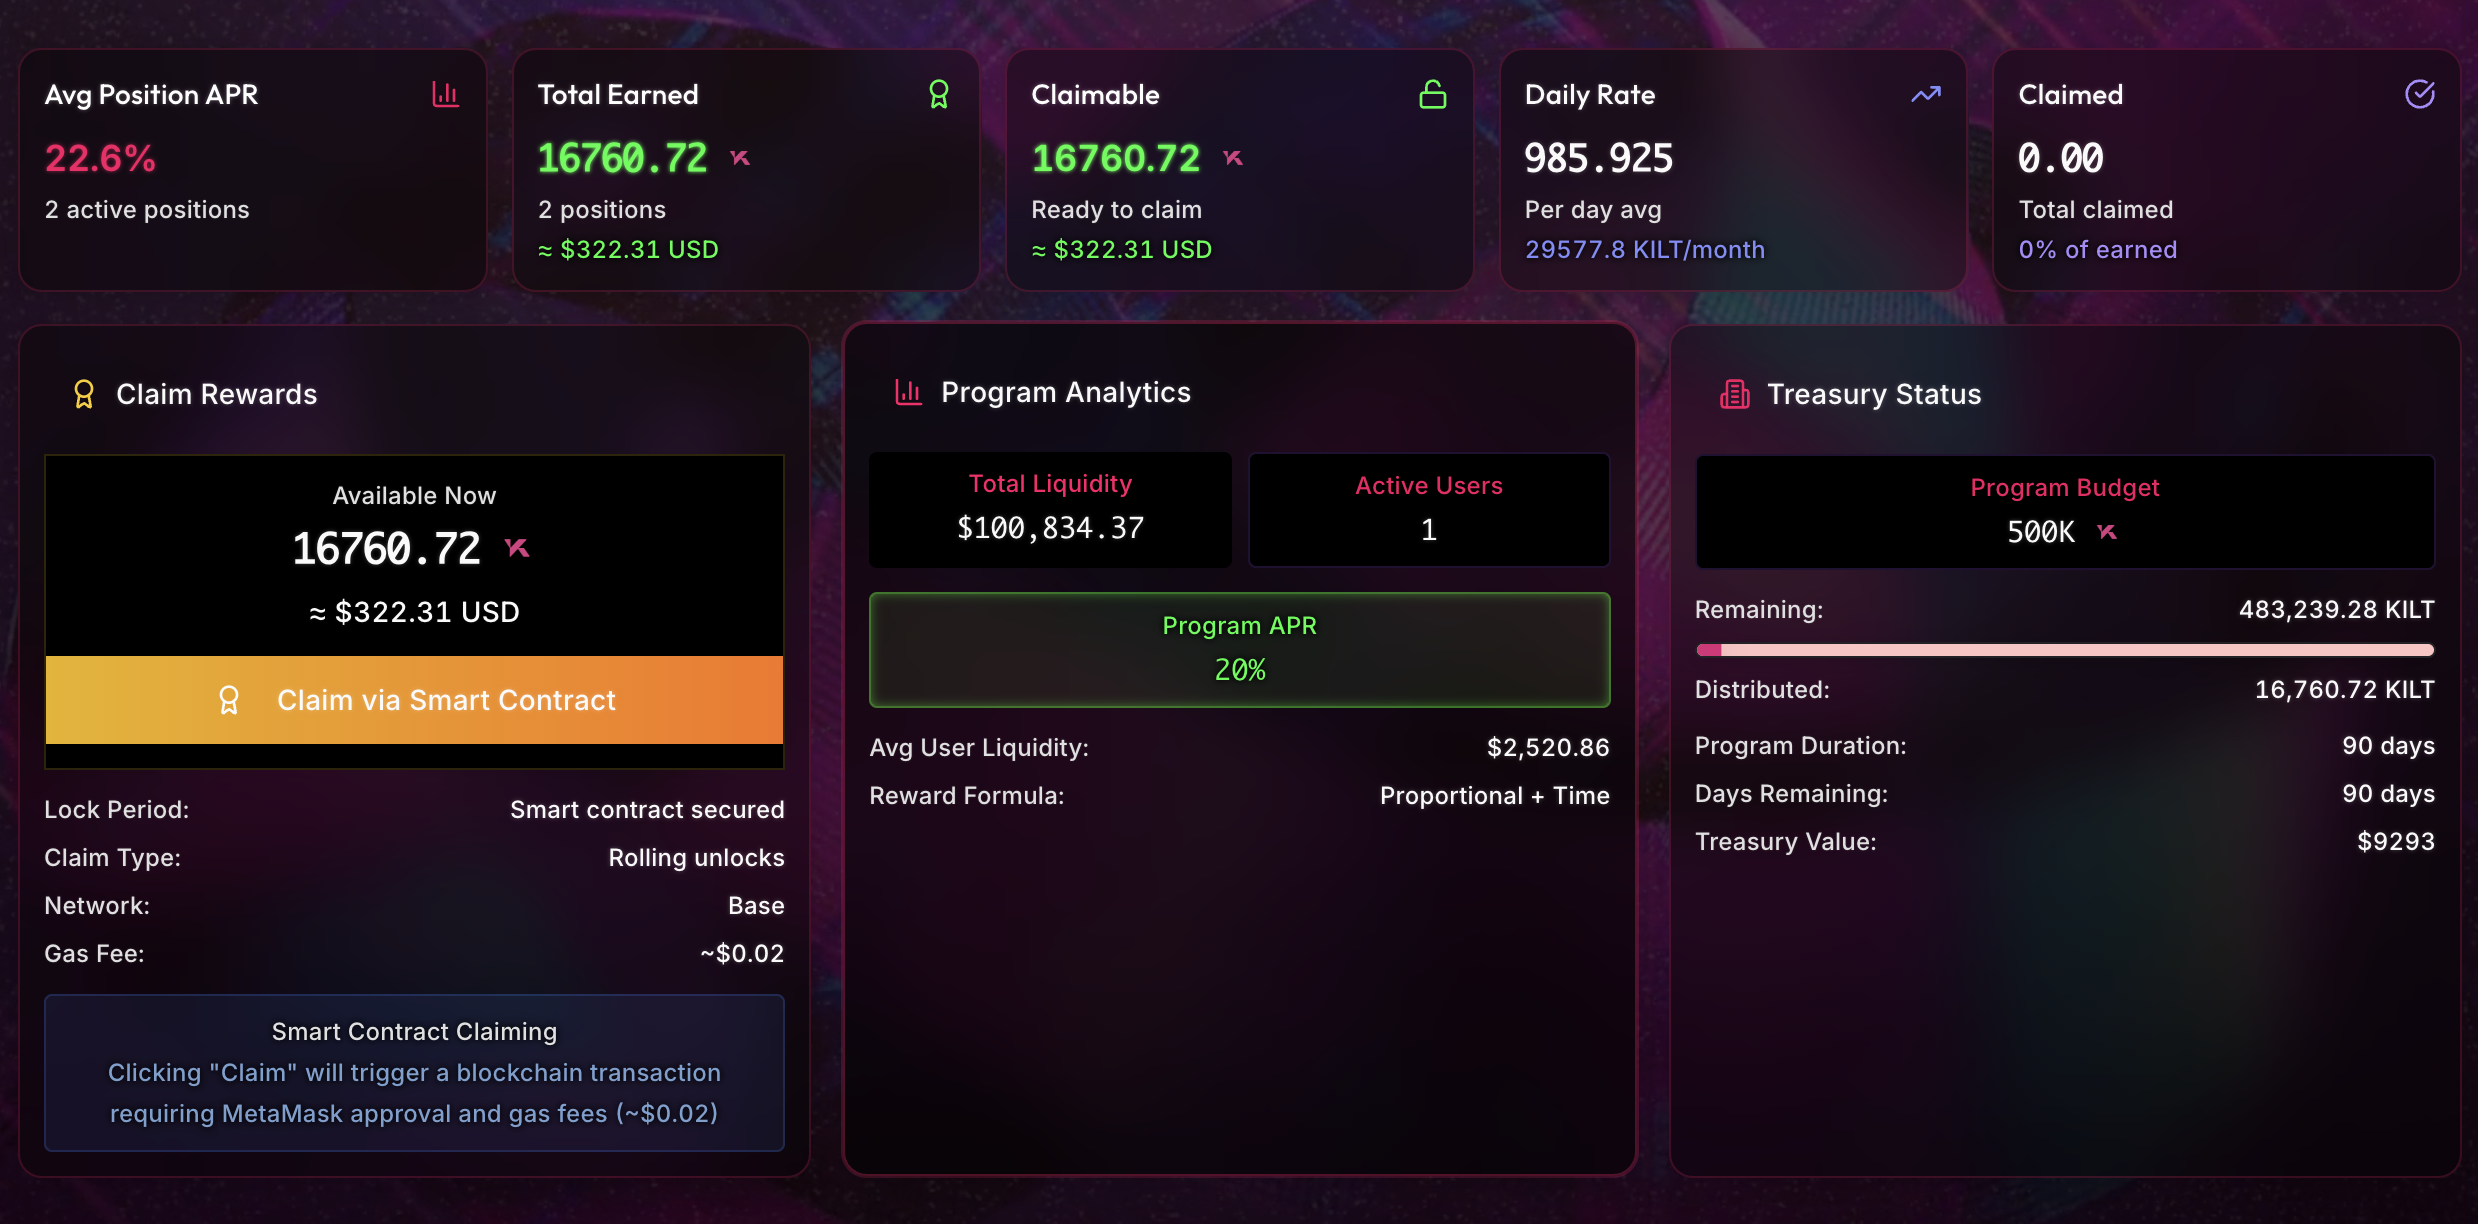 Avg Position APR
22.6%
2 active positions
Total Earned
16760.72
2 positions
≈ $322.31 USD
Claimable
16760.72
Ready to claim
≈ $322.31 USD
Daily Rate
985.925
Per day avg
29577.8 KILT/month
Claimed
0.00
Total claimed
0% of earned
Claim Rewards
Available Now
16760.72
≈ $322.31 USD
Claim via Smart Contract
Lock Period: Smart contract secured
Claim Type: Rolling unlocks
Network: Base
Gas Fee: ~$0.02
Smart Contract Claiming
Clicking "Claim" will trigger a blockchain transaction
requiring MetaMask approval and gas fees (~$0.02)
Program Analytics
Total Liquidity
$100,834.37
Active Users
1
Program APR
20%
Avg User Liquidity: $2,520.86
Reward Formula: Proportional + Time
Treasury Status
Program Budget
500K
Remaining: 483,239.28 KILT
Distributed: 16,760.72 KILT
Program Duration: 90 days
Days Remaining: 90 days
Treasury Value: $9293